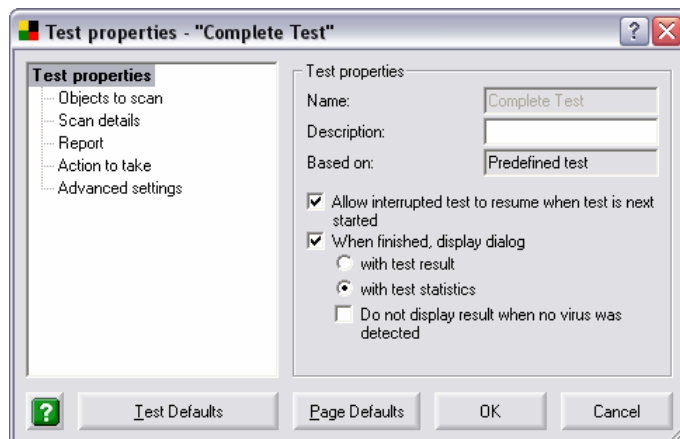 Test properties - "Complete Test"
?
Test properties
Objects to scan
Scan details
Report
Action to take
Advanced settings
Test properties
Name:
Complete Test
Description:
Based on:
Predefined test
Allow interrupted test to resume when test is next
started
When finished, display dialog
with test result
with test statistics
Do not display result when no virus was
detected
?
Test Defaults
Page Defaults
OK
Cancel